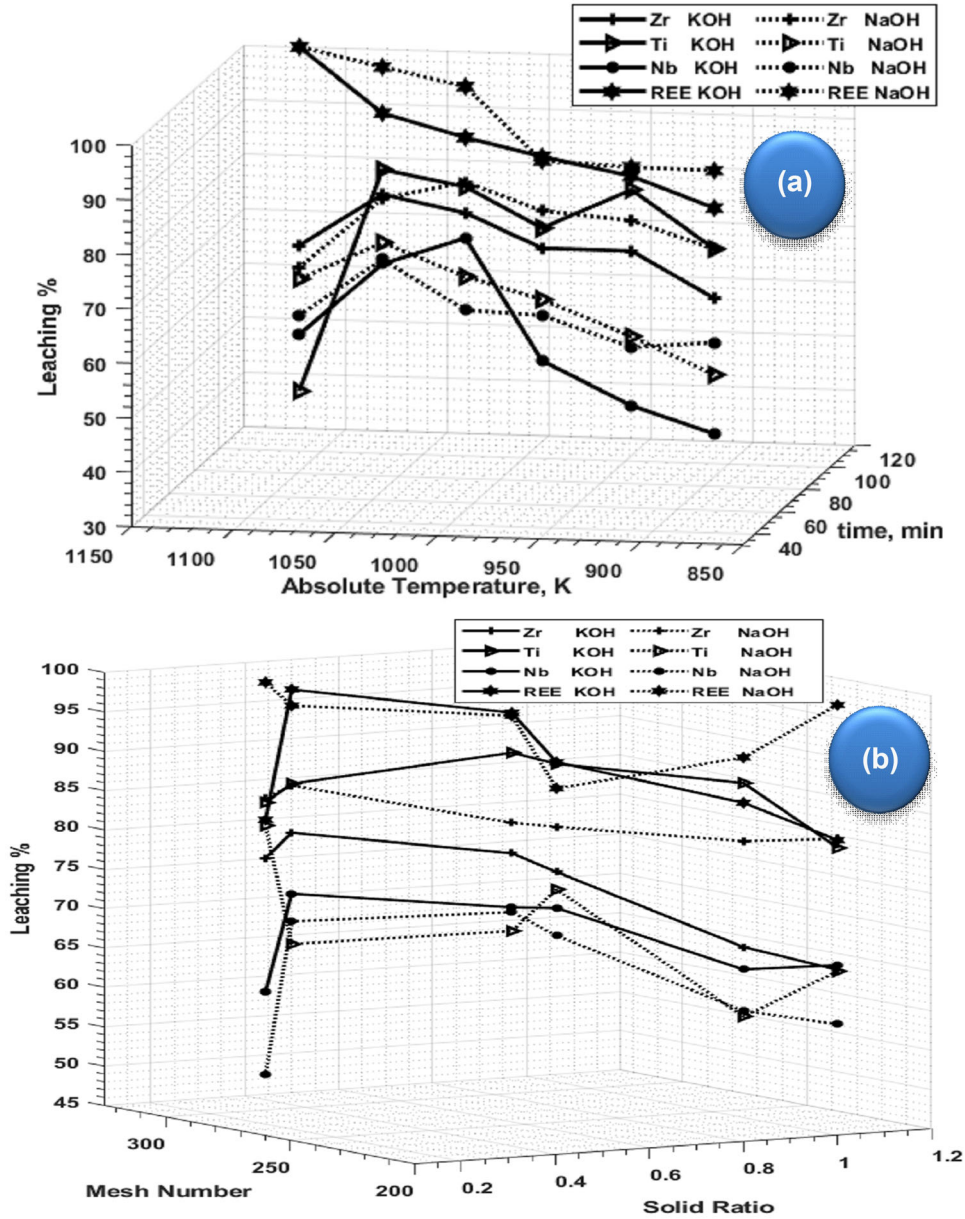 Zr KOH Zr NaOH
Ti KOH Ti NaOH
Nb KOH Nb NaOH
REE KOH REE NaOH
(a)
100
90
80
70
60
50
40
30
Leaching %
1150 1100 1050 1000 950 900 850
Absolute Temperature, K
120
100
80
60
40
time, min
Zr KOH Zr NaOH
Ti KOH Ti NaOH
Nb KOH Nb NaOH
REE KOH REE NaOH
(b)
100
95
90
85
80
75
70
65
60
55
50
45
Leaching %
300
250
200
Mesh Number
0.2 0.4 0.6 0.8 1 1.2
Solid Ratio